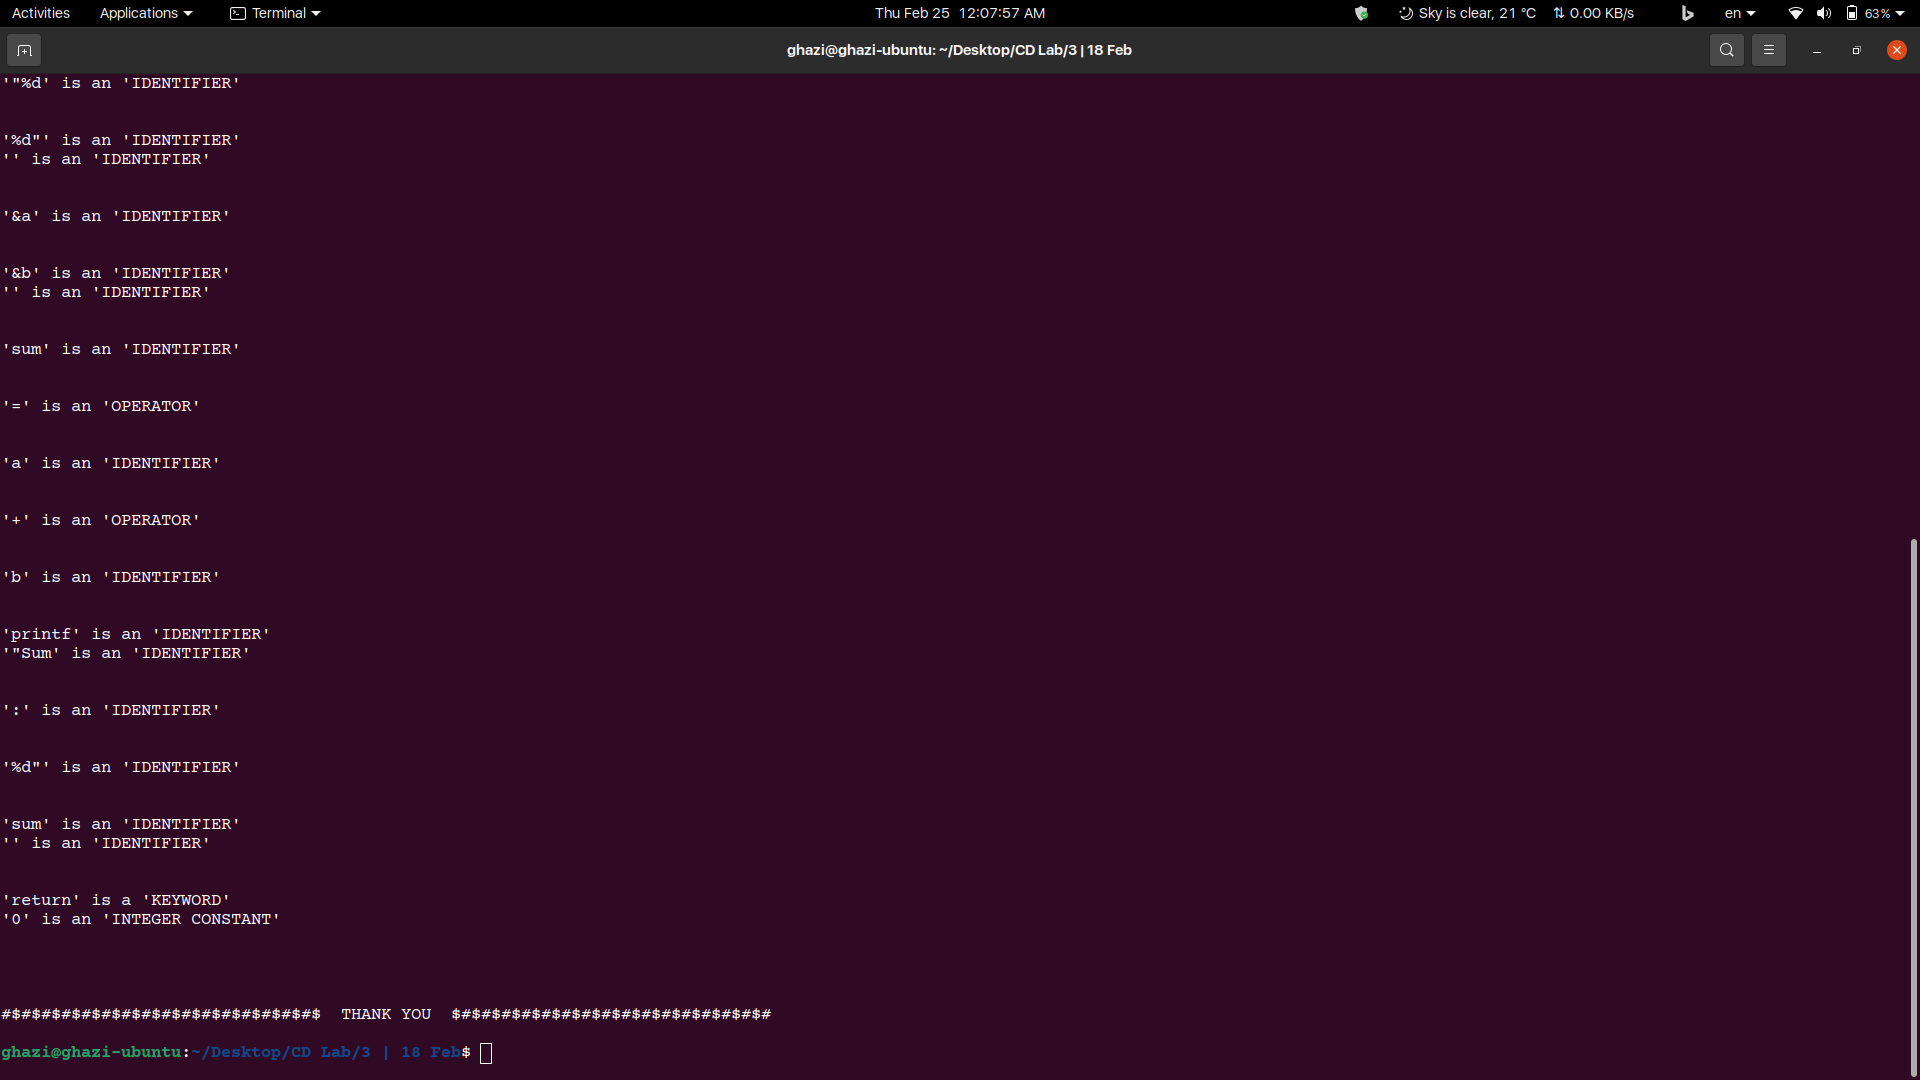 Activities Applications Terminal Thu Feb 25 12:07:57 AM Sky is clear, 21 °C 0.00 KB/s en 63%
ghazi@ghazi-ubuntu: ~/Desktop/CD Lab/3 | 18 Feb
'"%d' is an 'IDENTIFIER'
'%d"' is an 'IDENTIFIER'
'' is an 'IDENTIFIER'
'&a' is an 'IDENTIFIER'
'&b' is an 'IDENTIFIER'
'' is an 'IDENTIFIER'
'sum' is an 'IDENTIFIER'
'=' is an 'OPERATOR'
'a' is an 'IDENTIFIER'
'+' is an 'OPERATOR'
'b' is an 'IDENTIFIER'
'printf' is an 'IDENTIFIER'
'"Sum' is an 'IDENTIFIER'
':' is an 'IDENTIFIER'
'%d"' is an 'IDENTIFIER'
'sum' is an 'IDENTIFIER'
'' is an 'IDENTIFIER'
'return' is a 'KEYWORD'
'0' is an 'INTEGER CONSTANT'
#$#$#$#$#$#$#$#$#$#$#$#$#$#$#$#$ THANK YOU $#$#$#$#$#$#$#$#$#$#$#$#$#$#$#$#
ghazi@ghazi-ubuntu:~/Desktop/CD Lab/3 | 18 Feb$